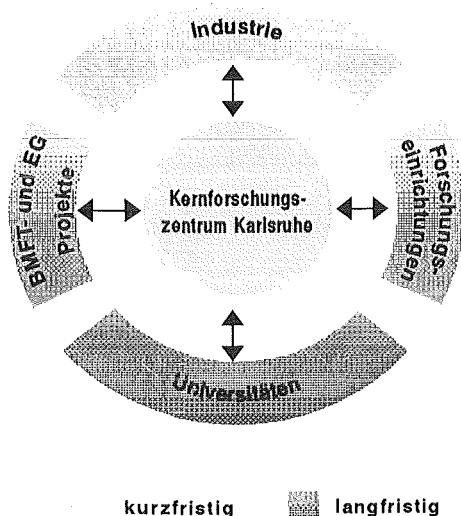 Industrie
BMFT- und EG
Projekte
Kernforschungs-
zentrum Karlsruhe
Forschungs-
einrichtungen
Universitäten
kurzfristig
langfristig